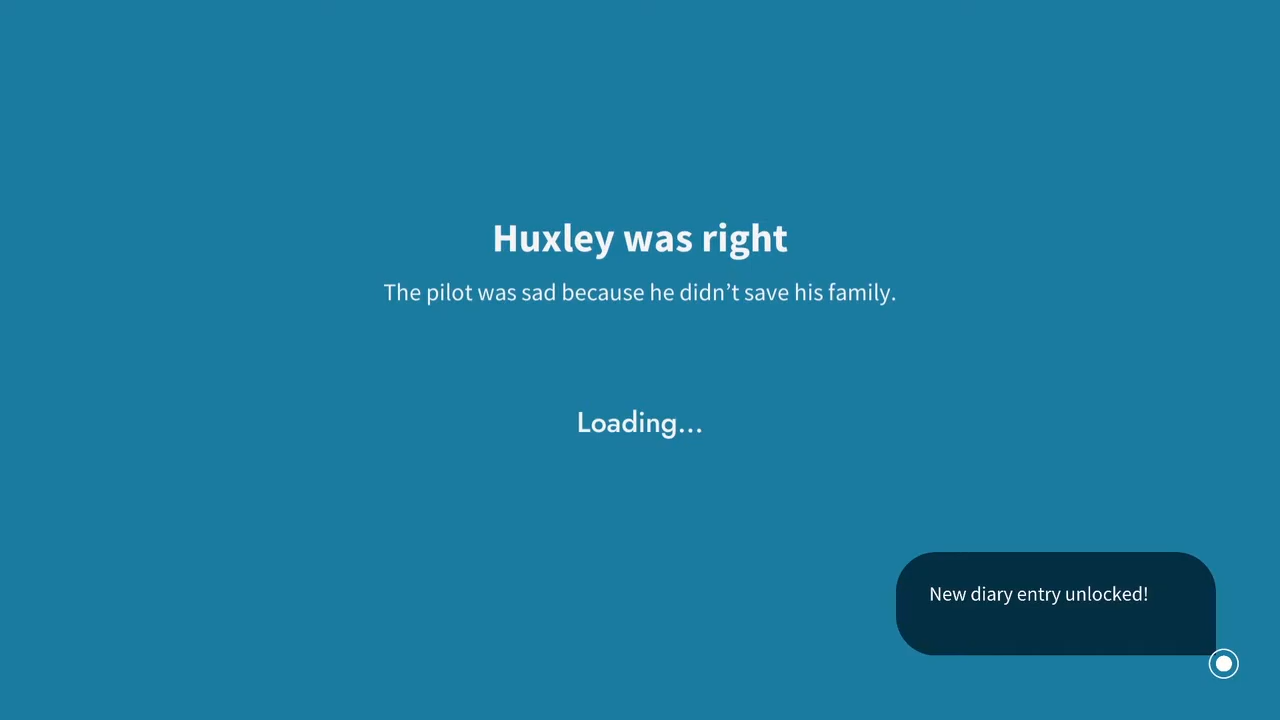 Huxley was right
The pilot was sad because he didn’t save his family.
Loading...
New diary entry unlocked!